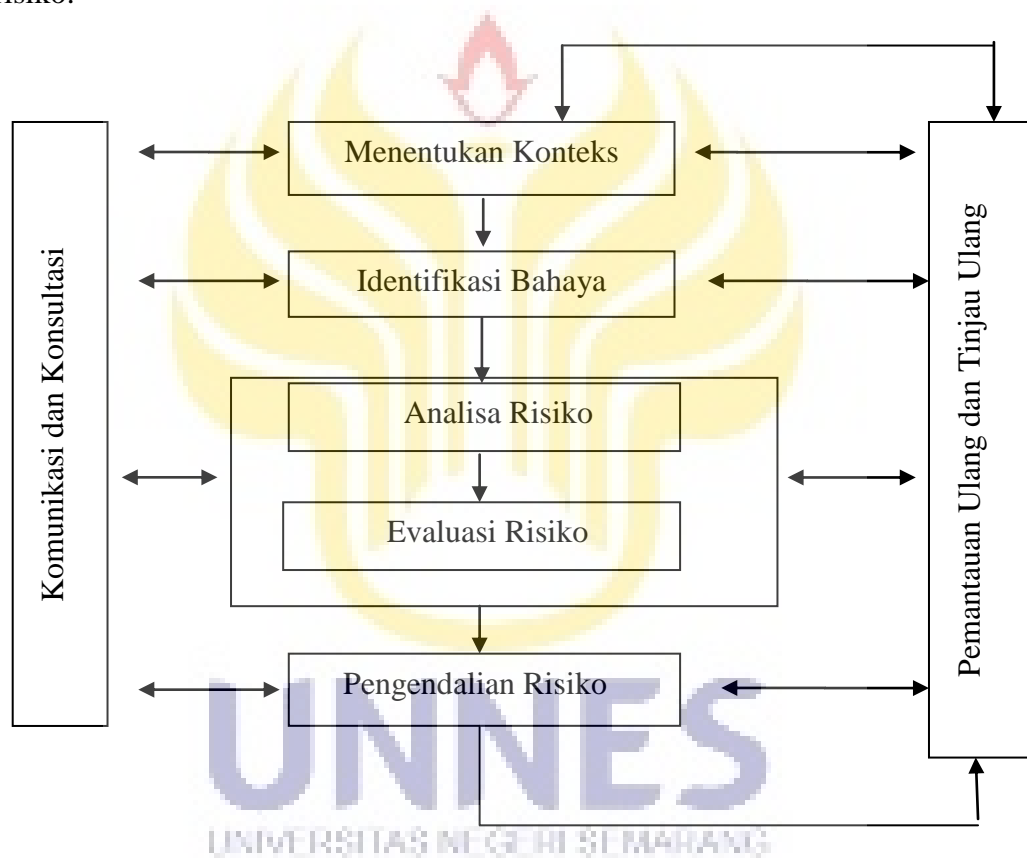 risiko.
Menentukan Konteks
Identifikasi Bahaya
Analisa Risiko
Evaluasi Risiko
Pengendalian Risiko
Komunikasi dan Konsultasi
Pemantauan Ulang dan Tinjau Ulang
UNNES
UNIVERSITAS NEGERI SEMARANG